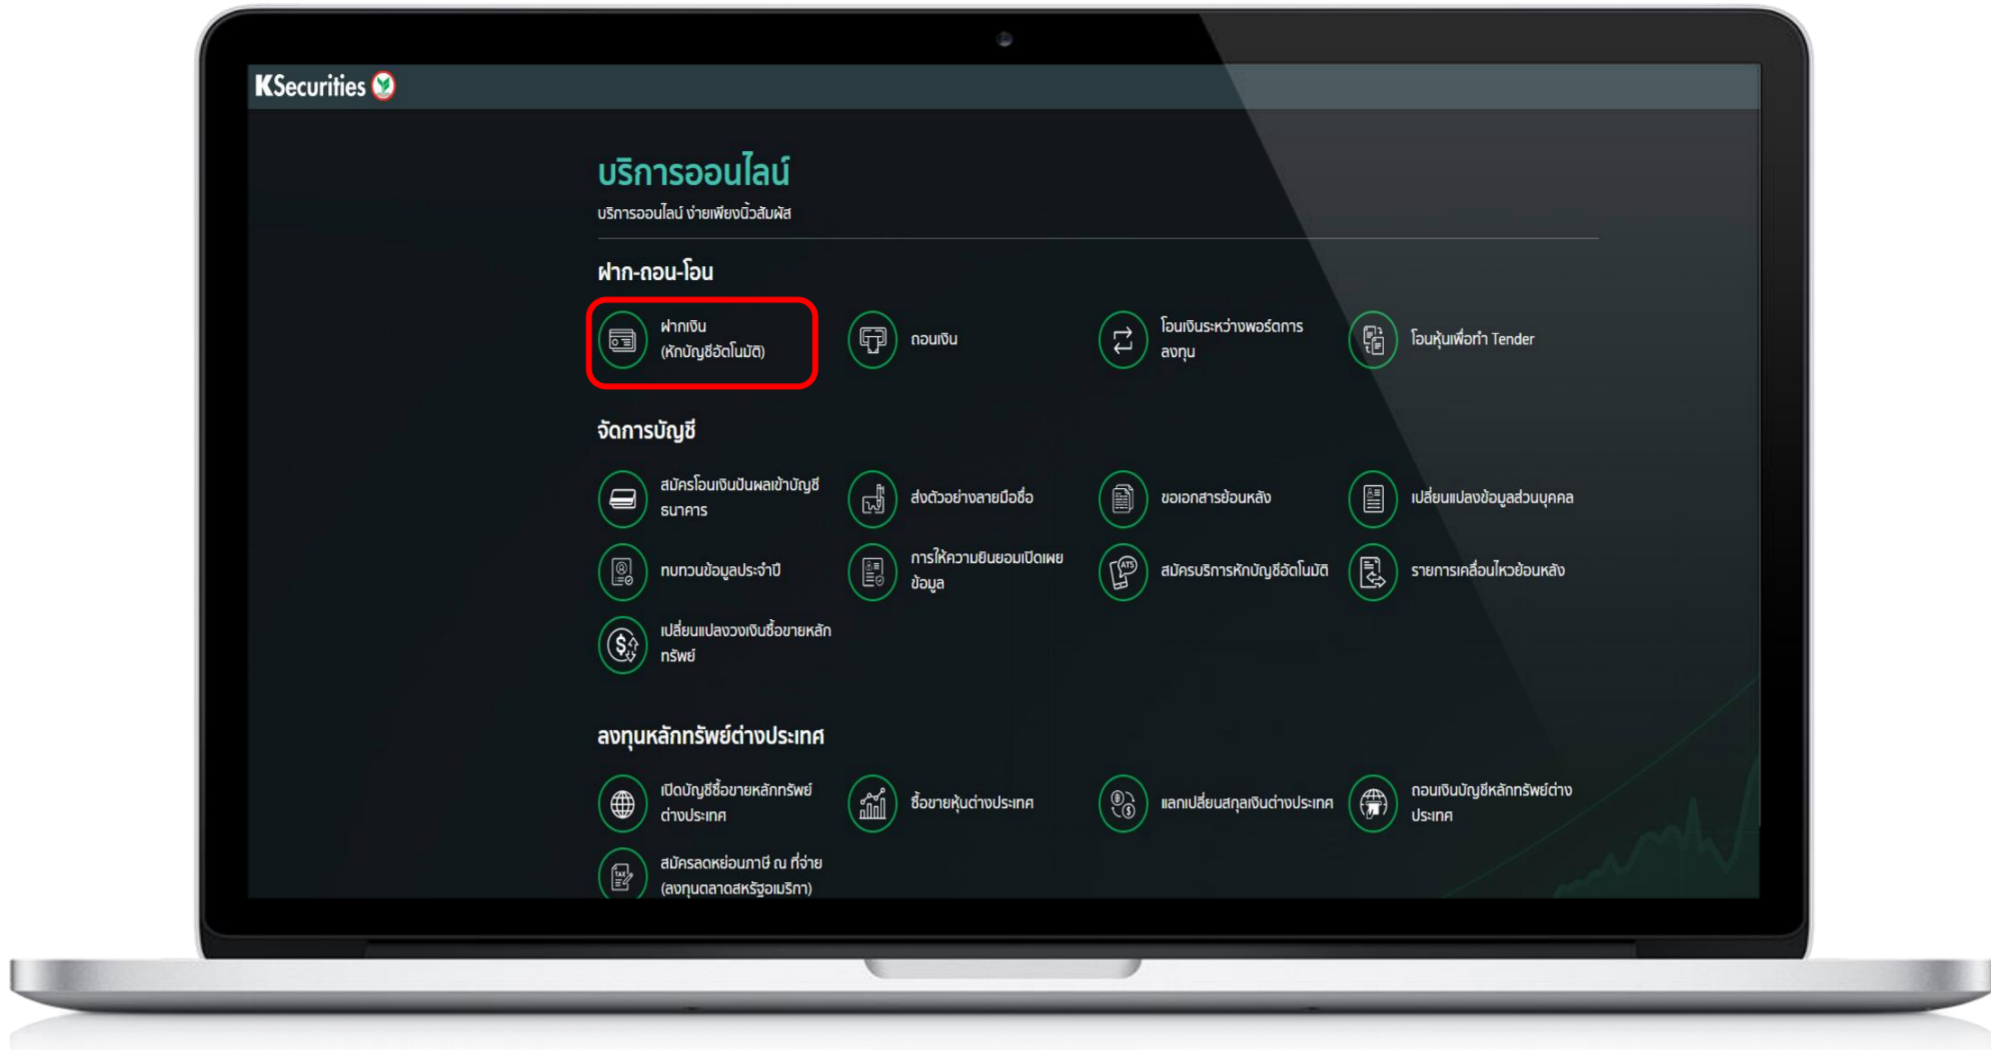 KSecurities
บริการออนไลน์
บริการออนไลน์ ง่ายเพียงนิ้วสัมผัส
ฝาก-ถอน-โอน
ฝากเงิน
(หักบัญชีอัตโนมัติ)
ถอนเงิน
โอนเงินระหว่างพอร์ตการ
ลงทุน
โอนหุ้นเพื่อทำ Tender
จัดการบัญชี
สมัครโอนเงินปันผลเข้าบัญชี
ธนาคาร
ส่งตัวอย่างลายมือชื่อ
ขอเอกสารย้อนหลัง
เปลี่ยนแปลงข้อมูลส่วนบุคคล
ทบทวนข้อมูลประจำปี
การให้ความยินยอมเปิดเผย
ข้อมูล
ATS
สมัครบริการหักบัญชีอัตโนมัติ
รายการเคลื่อนไหวย้อนหลัง
เปลี่ยนแปลงวงเงินซื้อขายหลัก
ทรัพย์
ลงทุนหลักทรัพย์ต่างประเทศ
เปิดบัญชีซื้อขายหลักทรัพย์
ต่างประเทศ
ซื้อขายหุ้นต่างประเทศ
แลกเปลี่ยนสกุลเงินต่างประเทศ
ถอนเงินบัญชีหลักทรัพย์ต่าง
ประเทศ
TAX
สมัครลดหย่อนภาษี ณ ที่จ่าย
(ลงทุนตลาดสหรัฐอเมริกา)